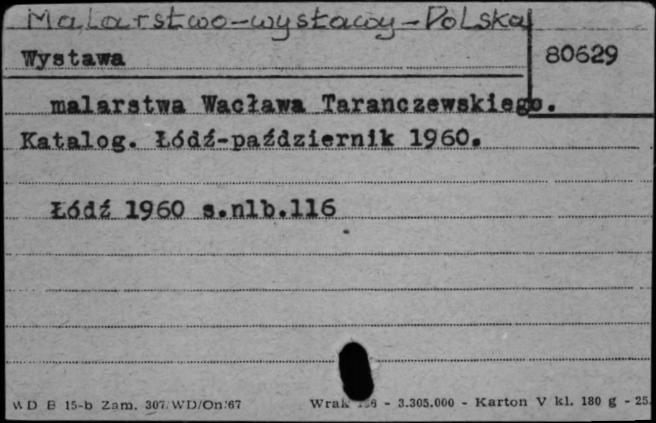 Malarstwo-wystawy-Polska
Wystawa
80629
malarstwa Wacława Taranczewskiego.
Katalog. Łódź-październik 1960.
Łódź 1960 s.nlb.116
WD B 15-b Zam. 307/WD/On/67
- 3.305.000 - Karton V kl. 180 g - 25.